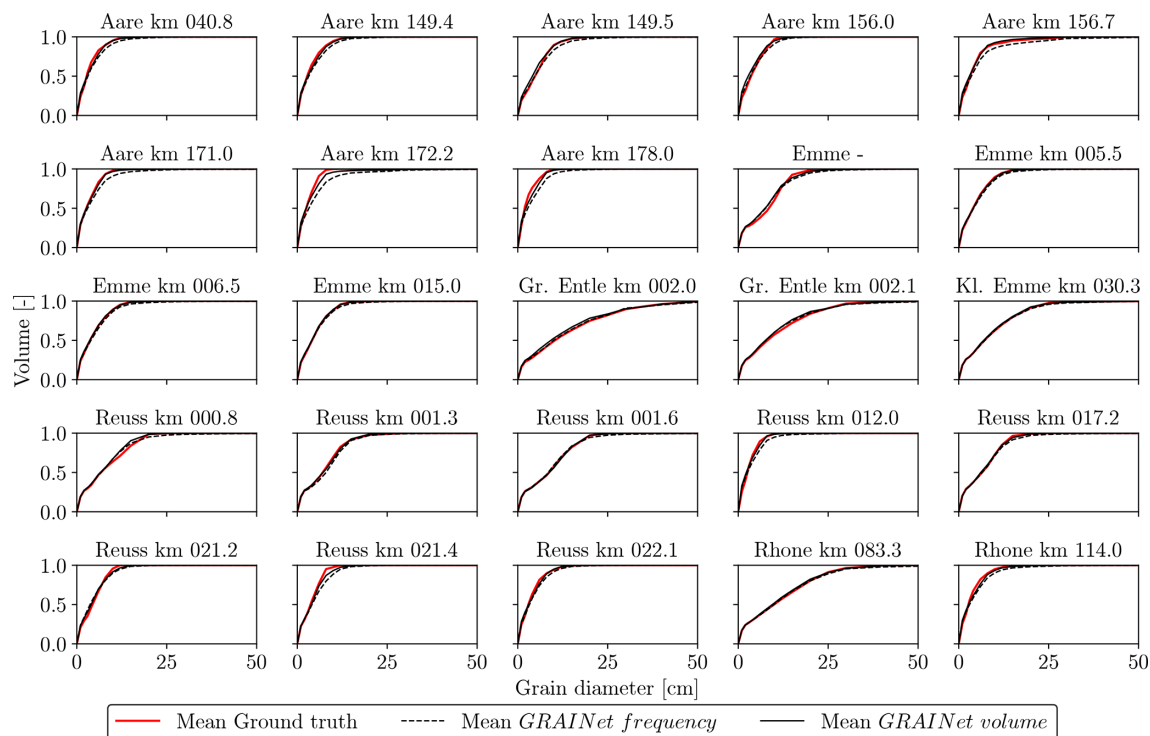 Aare km 040.8 Aare km 149.4 Aare km 149.5 Aare km 156.0 Aare km 156.7
1.0
0.5
0.0
Aare km 171.0 Aare km 172.2 Aare km 178.0 Emme - Emme km 005.5
1.0
0.5
0.0
Emme km 006.5 Emme km 015.0 Gr. Entle km 002.0 Gr. Entle km 002.1 Kl. Emme km 030.3
Volume [-]
1.0
0.5
0.0
Reuss km 000.8 Reuss km 001.3 Reuss km 001.6 Reuss km 012.0 Reuss km 017.2
1.0
0.5
0.0
Reuss km 021.2 Reuss km 021.4 Reuss km 022.1 Rhone km 083.3 Rhone km 114.0
1.0
0.5
0.0
0 25 50 0 25 50 0 25 50 0 25 50 0 25 50
Grain diameter [cm]
Mean Ground truth Mean GRAINet frequency Mean GRAINet volume